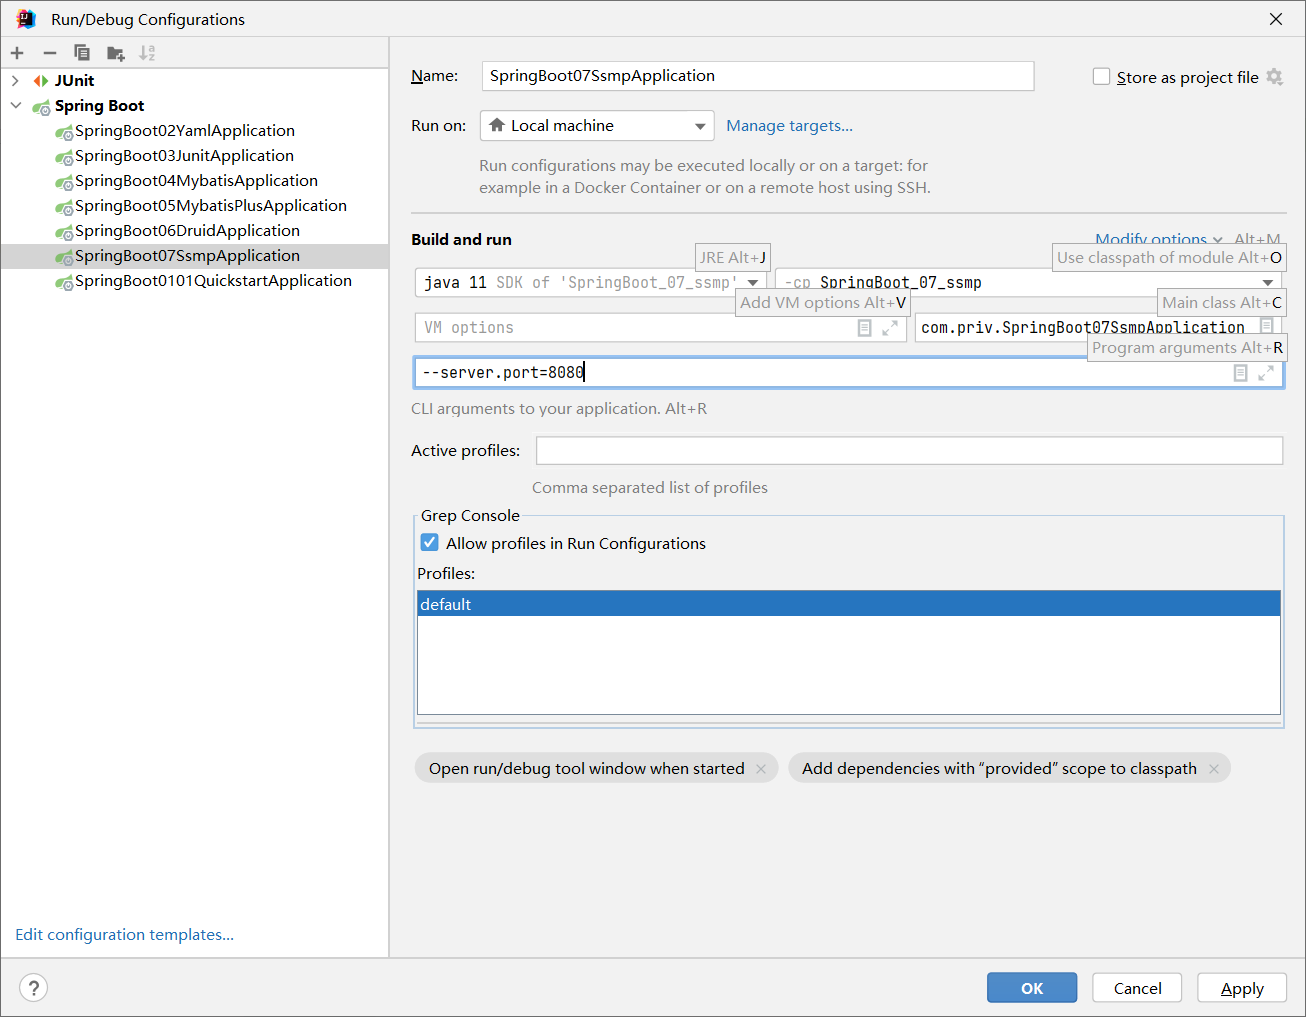 Run/Debug Configurations
JUnit
Spring Boot
SpringBoot02YamlApplication
SpringBoot03JunitApplication
SpringBoot04MybatisApplication
SpringBoot05MybatisPlusApplication
SpringBoot06DruidApplication
SpringBoot07SsmpApplication
SpringBoot0101QuickstartApplication
Edit configuration templates...
Name: SpringBoot07SsmpApplication
Store as project file
Run on: Local machine Manage targets...
Run configurations may be executed locally or on a target: for
example in a Docker Container or on a remote host using SSH.
Build and run Modify options Alt+M
JRE Alt+J Use classpath of module Alt+O
java 11 SDK of 'SpringBoot_07_ssmp' -cp SpringBoot_07_ssmp
Add VM options Alt+V Main class Alt+C
VM options com.priv.SpringBoot07SsmpApplication
Program arguments Alt+R
--server.port=8080
CLI arguments to your application. Alt+R
Active profiles:
Comma separated list of profiles
Grep Console
Allow profiles in Run Configurations
Profiles:
default
Open run/debug tool window when started Add dependencies with “provided” scope to classpath
? OK Cancel Apply